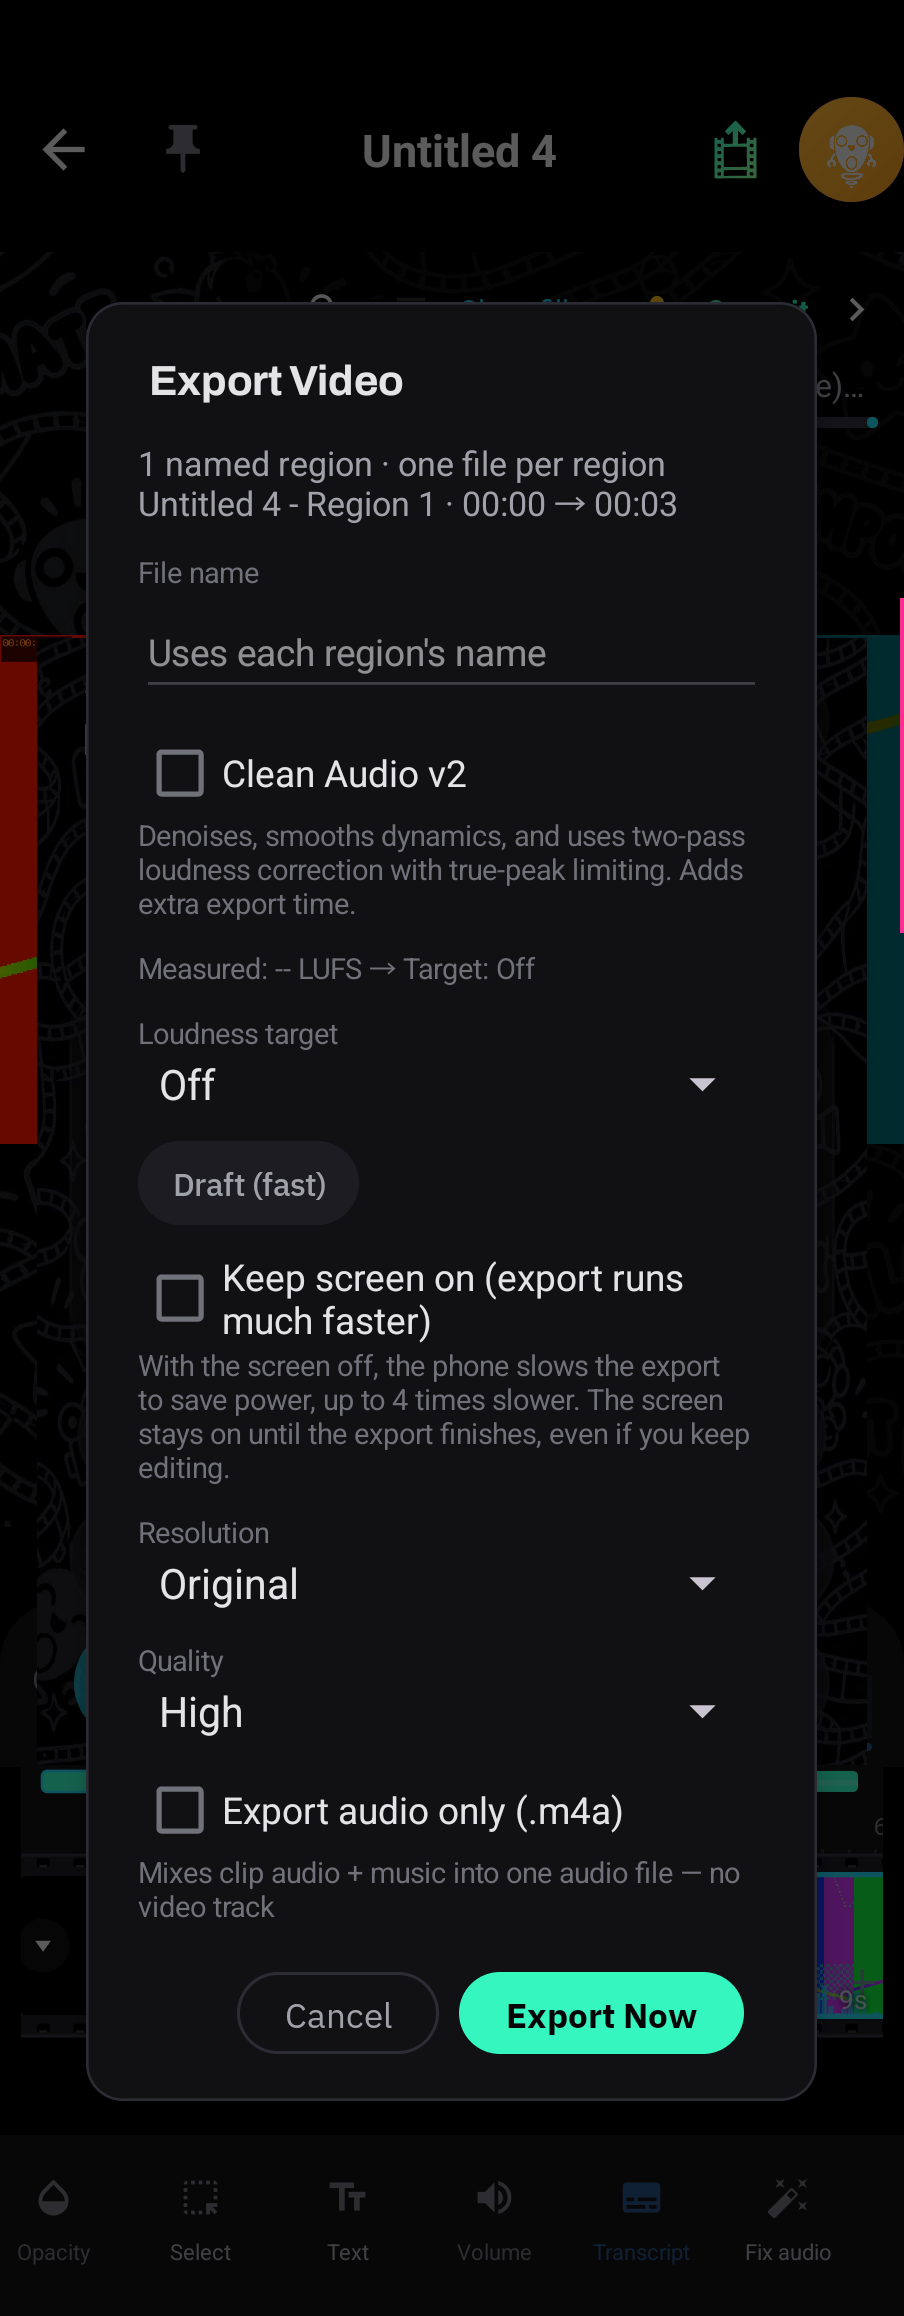 Untitled 4
e)...
Export Video
1 named region · one file per region
Untitled 4 - Region 1 · 00:00 → 00:03
File name
Uses each region's name
00:00:
Clean Audio v2
Denoises, smooths dynamics, and uses two-pass
loudness correction with true-peak limiting. Adds
extra export time.
Measured: -- LUFS → Target: Off
Loudness target
Off
Draft (fast)
Keep screen on (export runs
much faster)
With the screen off, the phone slows the export
to save power, up to 4 times slower. The screen
stays on until the export finishes, even if you keep
editing.
Resolution
Original
Quality
High
Export audio only (.m4a)
6
Mixes clip audio + music into one audio file — no
video track
9s
Cancel
Export Now
Opacity
Select
Text
Volume
Transcript
Fix audio